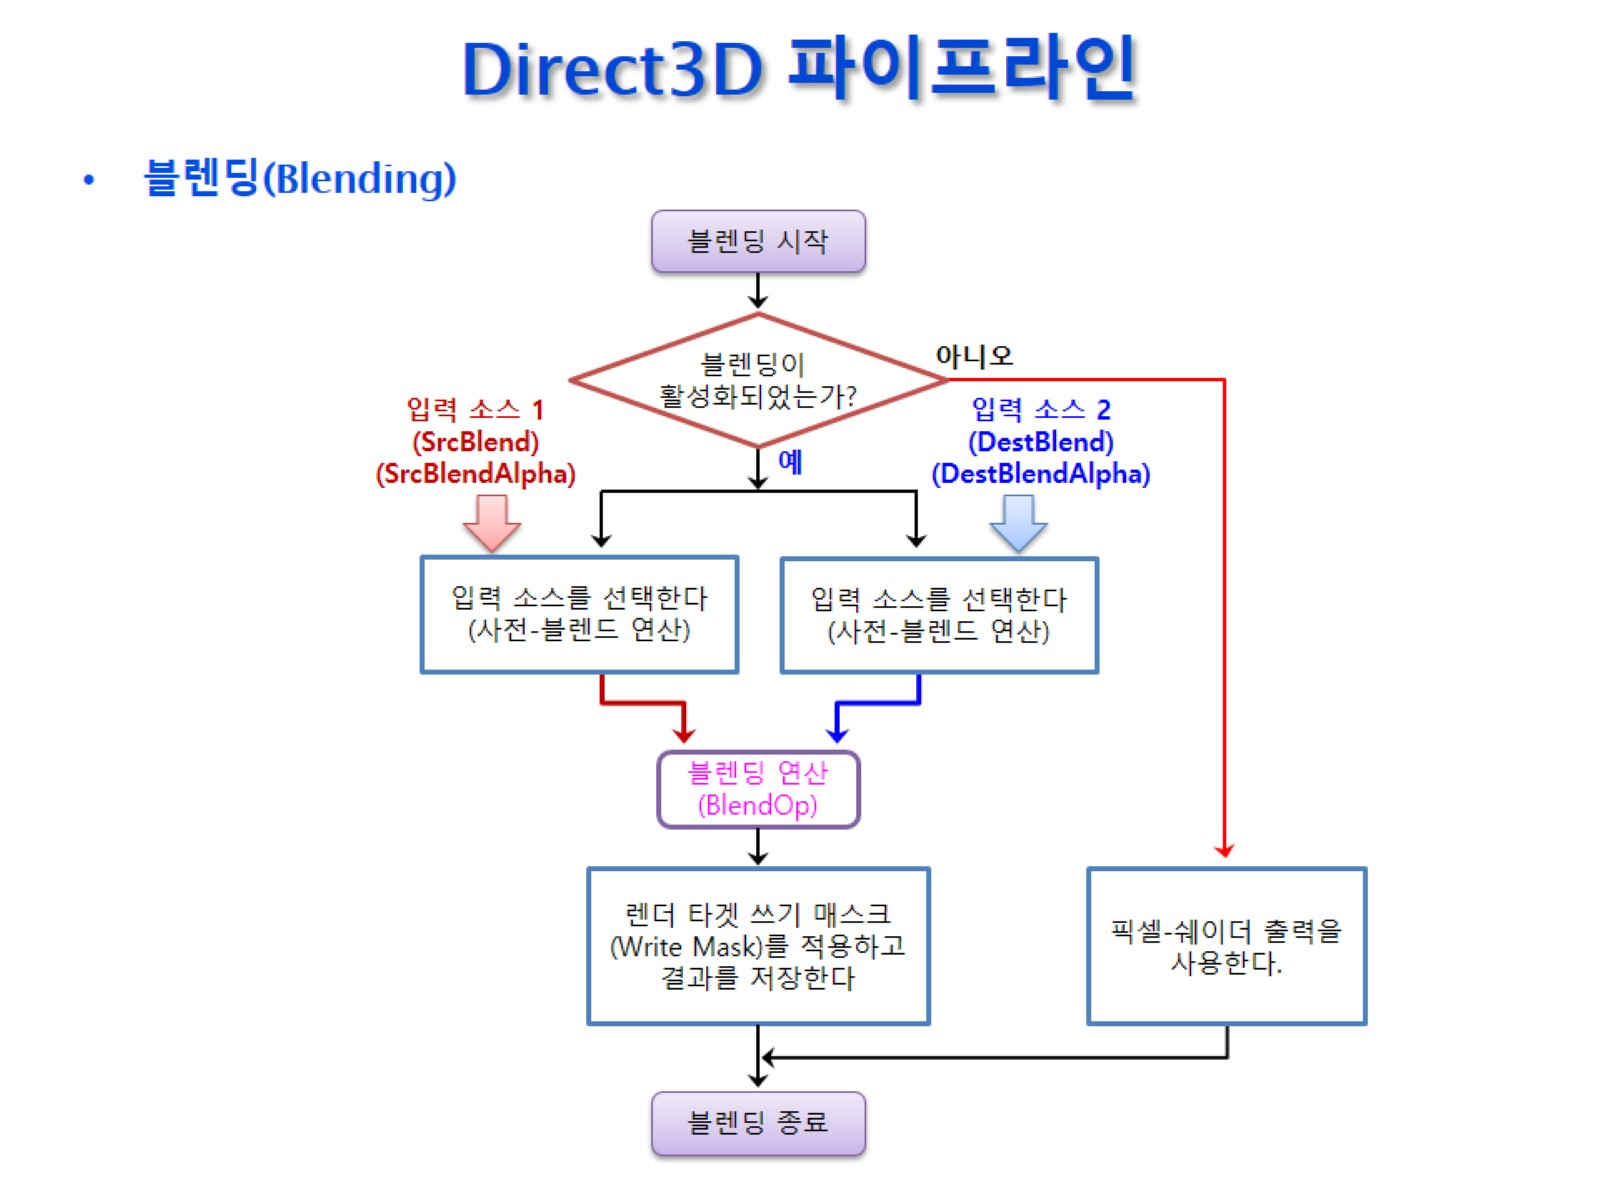 Direct3D 파이프라인
• 블렌딩(Blending)
블렌딩 시작
블렌딩이
활성화되었는가?
아니오
예
입력 소스 1
(SrcBlend)
(SrcBlendAlpha)
입력 소스 2
(DestBlend)
(DestBlendAlpha)
입력 소스를 선택한다
(사전-블렌드 연산)
입력 소스를 선택한다
(사전-블렌드 연산)
블렌딩 연산
(BlendOp)
렌더 타겟 쓰기 매스크
(Write Mask)를 적용하고
결과를 저장한다
픽셀-쉐이더 출력을
사용한다.
블렌딩 종료